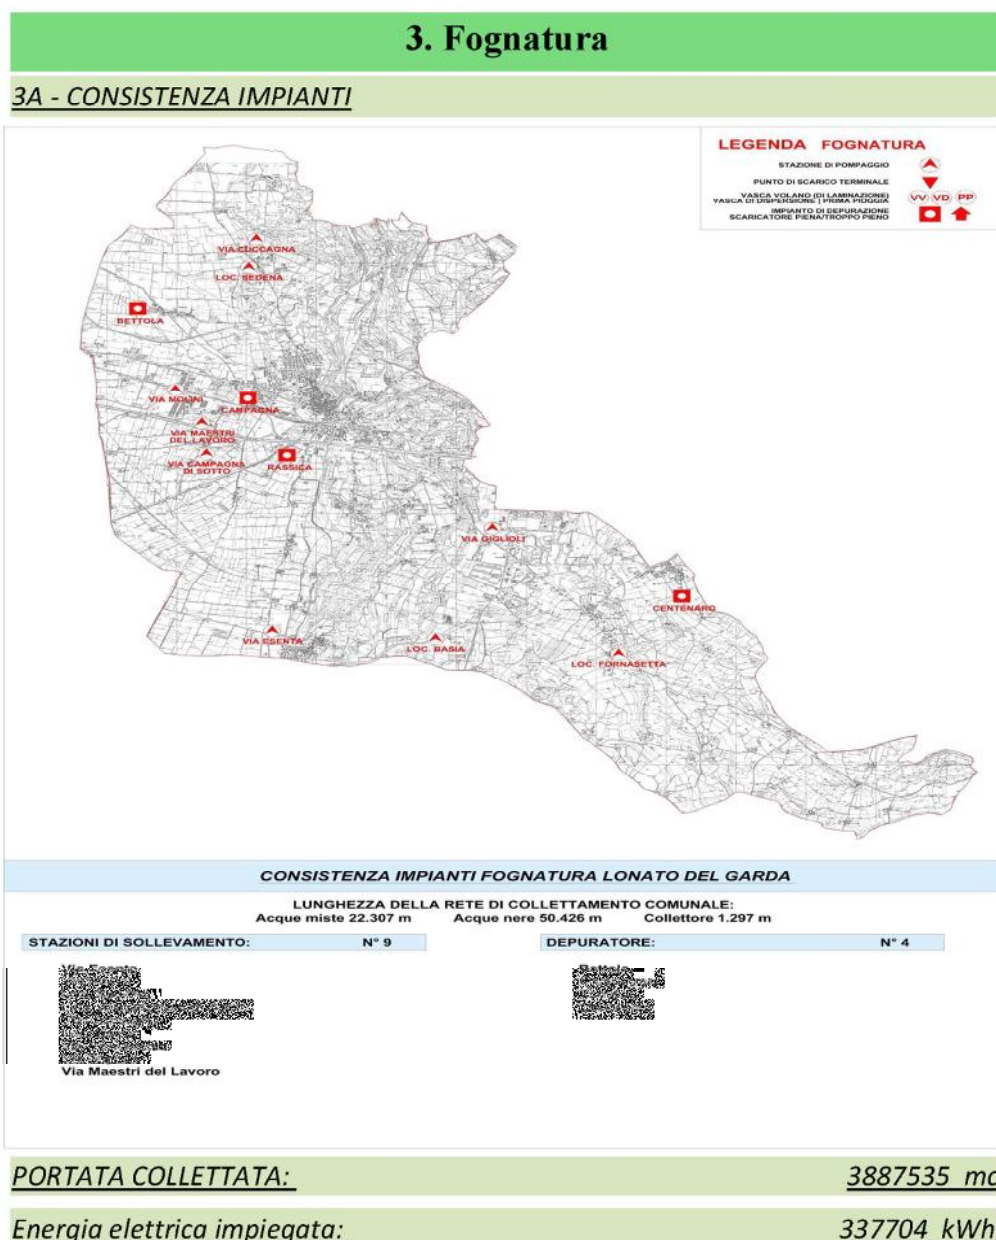 3. Fognatura
3A - CONSISTENZA IMPIANTI
LEGENDA FOGNATURA
STAZIONE DI POMPAGGIO
PUNTO DI SCARICO TERMINALE
VASCA VOLANO (DI LAMINAZIONE)
VASCA DI DISPERSIONE | PRIMA PIOGGIA
VV VD PP
IMPIANTO DI DEPURAZIONE
SCARICATORE PIENA/TROPPO PIENO
VIA CUCCAGNA
LOC. SEDENA
BETTOLA
VIA MOLINI
CAMPAGNA
VIA MAESTRI
DEL LAVORO
VIA CAMPAGNA
DI SOTTO
RASSICA
VIA GIGLIOLI
CENTENARO
VIA ESENTA
LOC. BASIA
LOC. FORNASETTA
CONSISTENZA IMPIANTI FOGNATURA LONATO DEL GARDA
LUNGHEZZA DELLA RETE DI COLLETTAMENTO COMUNALE:
Acque miste 22.307 m Acque nere 50.426 m Collettore 1.297 m
STAZIONI DI SOLLEVAMENTO: N° 9
DEPURATORE: N° 4
Via Maestri del Lavoro
PORTATA COLLETTATA: 3887535 mc
Energia elettrica impiegata: 337704 kWh